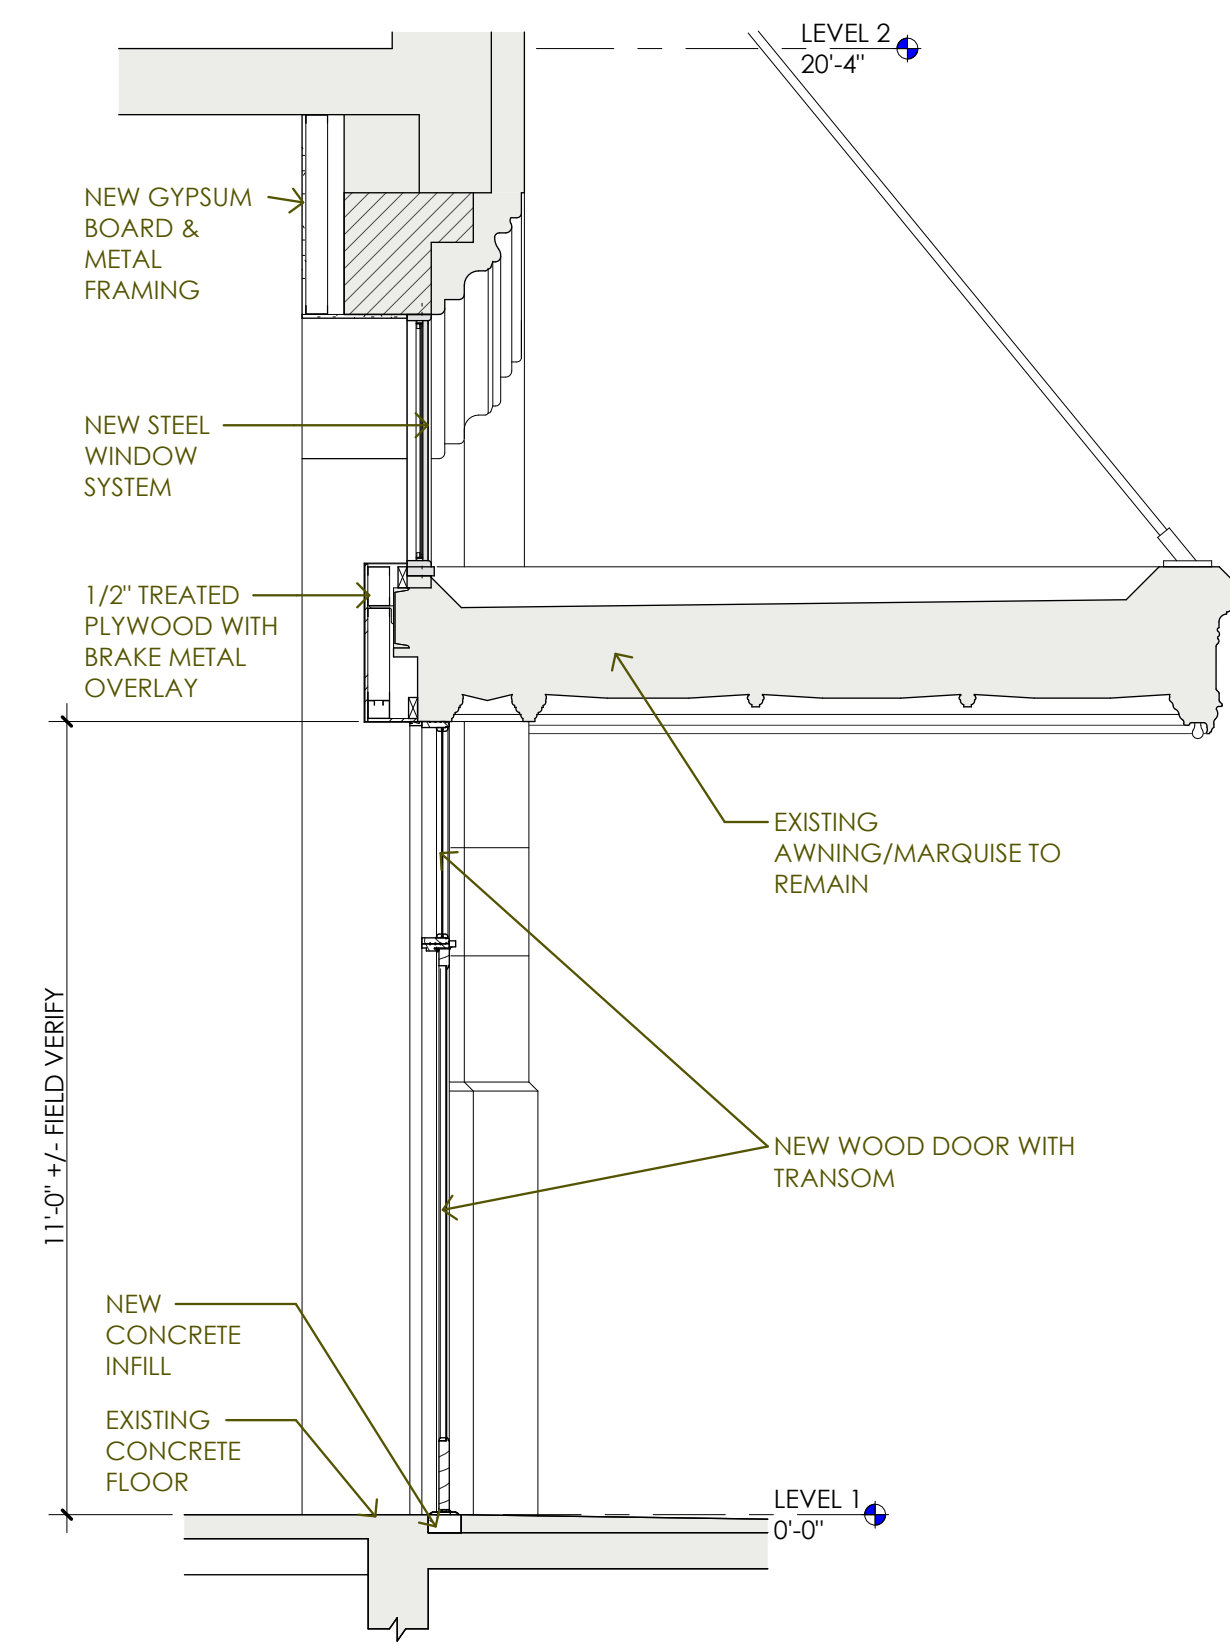 LEVEL 2
20'-4"
NEW GYPSUM
BOARD &
METAL
FRAMING
NEW STEEL
WINDOW
SYSTEM
1/2" TREATED
PLYWOOD WITH
BRAKE METAL
OVERLAY
EXISTING
AWNING/MARQUISE TO
REMAIN
11'-0" +/- FIELD VERIFY
NEW WOOD DOOR WITH
TRANSOM
NEW
CONCRETE
INFILL
EXISTING
CONCRETE
FLOOR
LEVEL 1
0'-0"